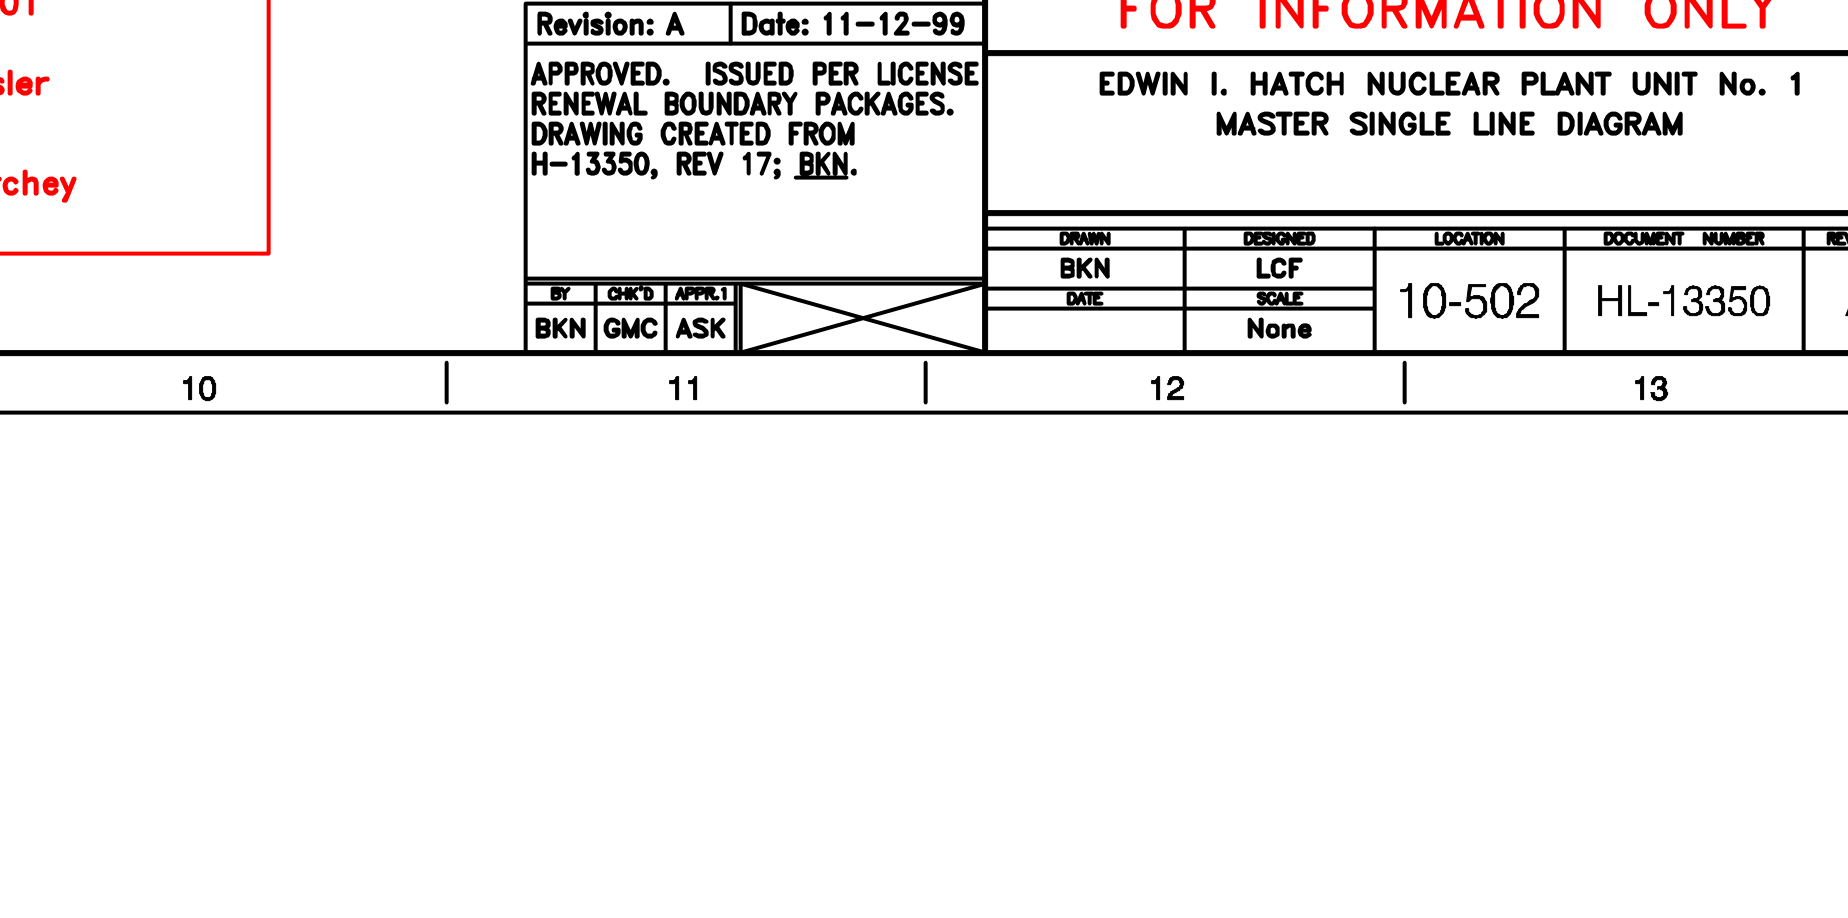 01
sler
rchey
Revision: A Date: 11-12-99
APPROVED. ISSUED PER LICENSE
RENEWAL BOUNDARY PACKAGES.
DRAWING CREATED FROM
H-13350, REV 17; BKN.
BY CHK'D APPR.1
BKN GMC ASK
FOR INFORMATION ONLY
EDWIN I. HATCH NUCLEAR PLANT UNIT No. 1
MASTER SINGLE LINE DIAGRAM
DRAWN DESIGNED LOCATION DOCUMENT NUMBER REV
BKN LCF
10-502 HL-13350
DATE SCALE
None
10 11 12 13